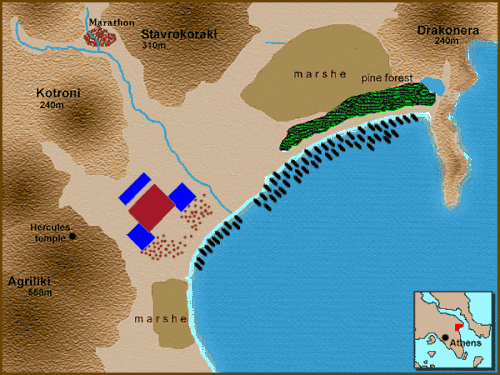 Marathon
Stavrokoraki
310m
Drakonera
240m
marshe
pine forest
Kotroni
240m
Hercules
temple
Agriliki
558m
marshe
Athens